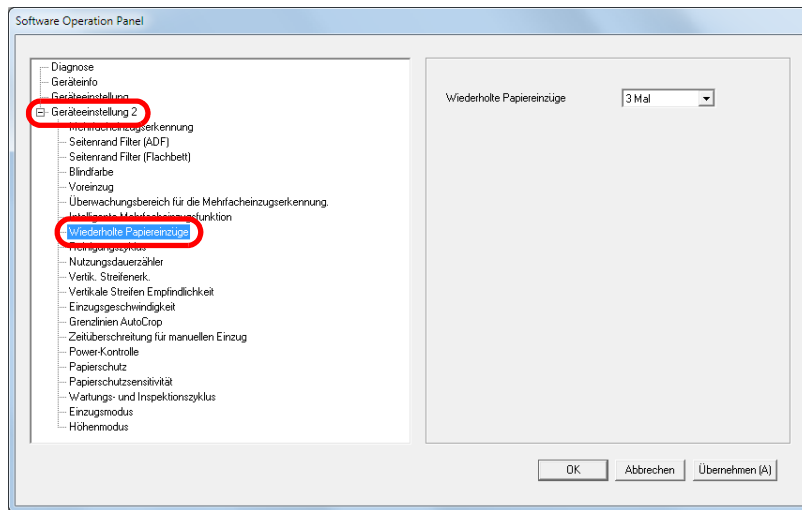 Software Operation Panel
Diagnose
Geräteinfo
Geräteeinstellung
Geräteeinstellung 2
Mehrfacheinzugserkennung
Seitenrand Filter (ADF)
Seitenrand Filter (Flachbett)
Blindfarbe
Voreinzug
Überwachungsbereich für die Mehrfacheinzugserkennung.
Intelligente Mehrfacheinzugsfunktion
Wiederholte Papiereinzüge
Reinigungszyklus
Nutzungsdauerzähler
Vertik. Streifenerk.
Vertikale Streifen Empfindlichkeit
Einzugsgeschwindigkeit
Grenzlinien AutoCrop
Zeitüberschreitung für manuellen Einzug
Power-Kontrolle
Papierschutz
Papierschutzsensitivität
Wartungs- und Inspektionszyklus
Einzugsmodus
Höhenmodus
Wiederholte Papiereinzüge 3 Mal
OK Abbrechen Übernehmen (A)